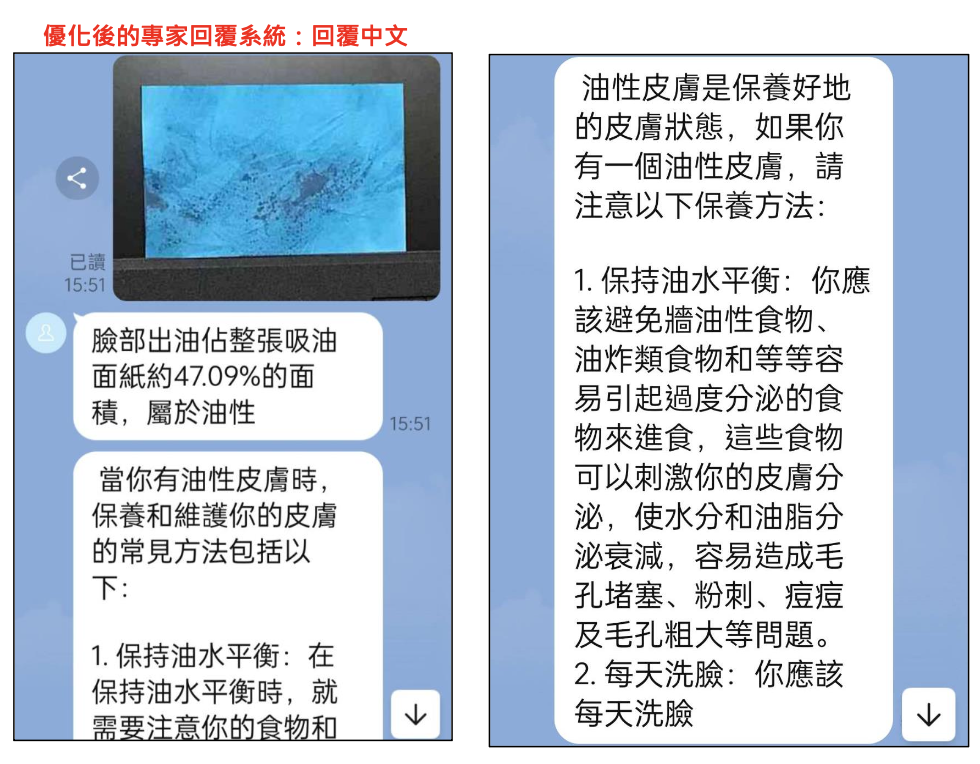 優化後的專家回覆系統：回覆中文
已讀
15:51
臉部出油佔整張吸油
面紙約47.09%的面
積，屬於油性
15:51
當你有油性皮膚時，
保養和維護你的皮膚
的常見方法包括以
下：
1. 保持油水平衡：在
保持油水平衡時，就
需要注意你的食物和
油性皮膚是保養好地
的皮膚狀態，如果你
有一個油性皮膚，請
注意以下保養方法：
1. 保持油水平衡：你應
該避免牆油性食物、
油炸類食物和等等容
易引起過度分泌的食
物來進食，這些食物
可以刺激你的皮膚分
泌，使水分和油脂分
泌衰減，容易造成毛
孔堵塞、粉刺、痘痘
及毛孔粗大等問題。
2. 每天洗臉：你應該
每天洗臉